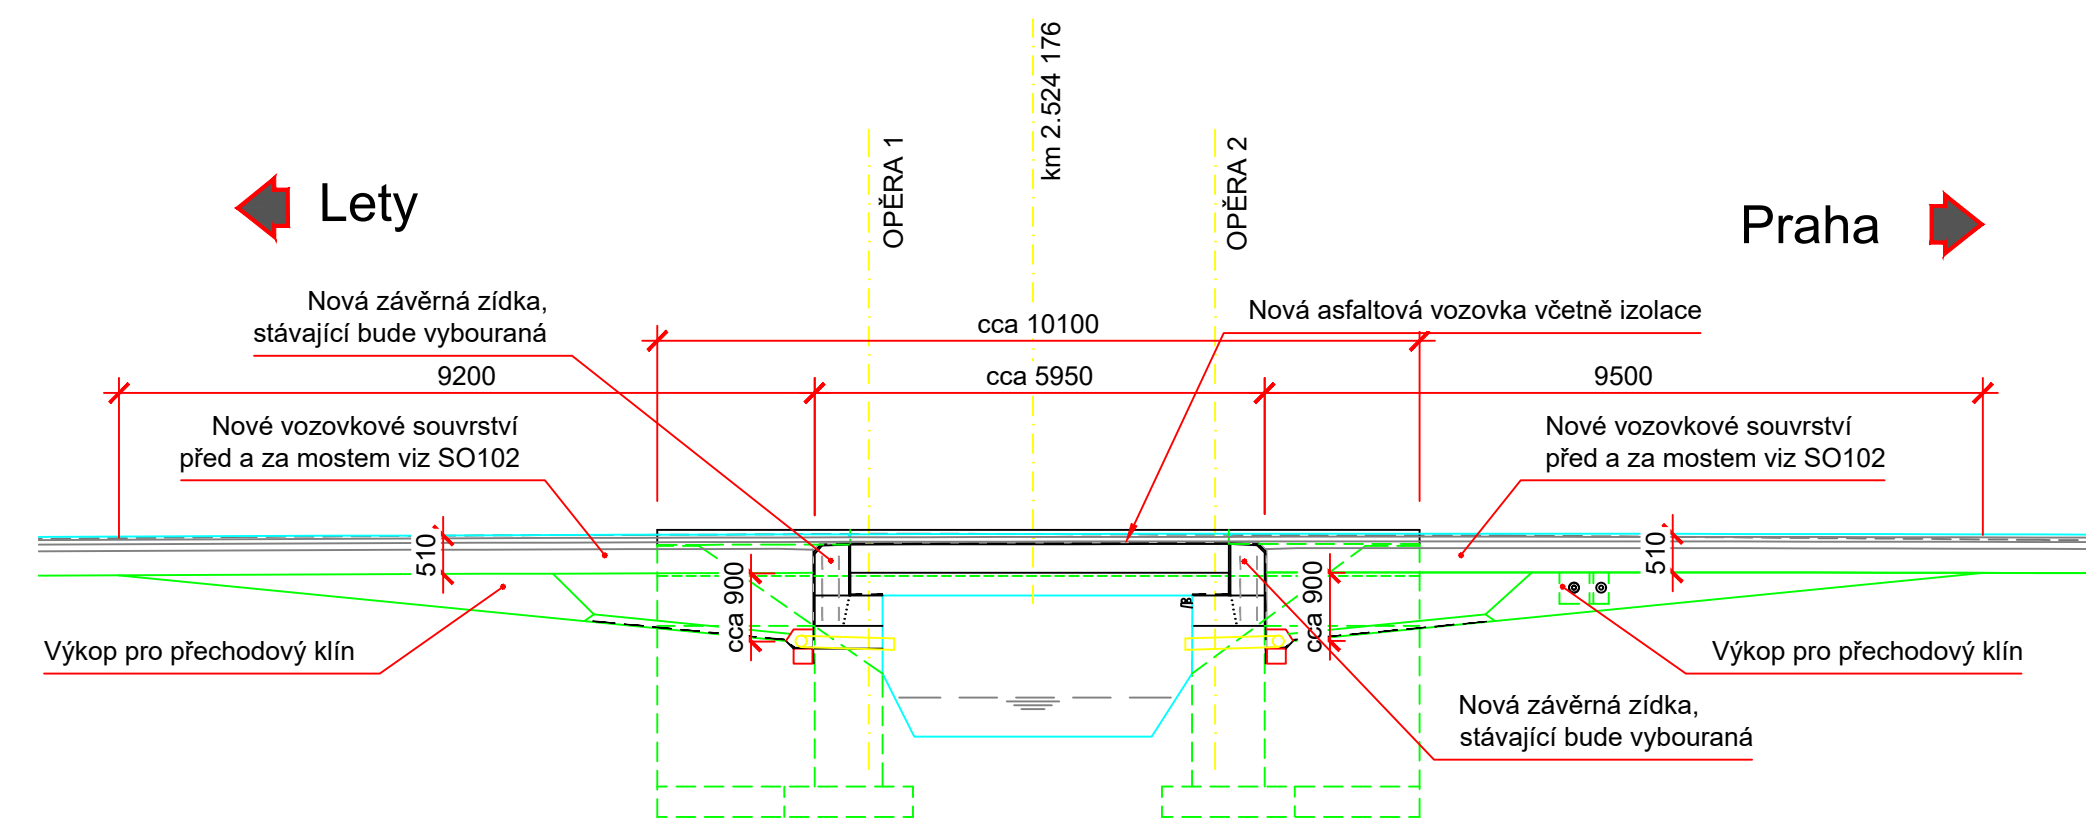 km 2.524 176
OPĚRA 1
OPĚRA 2
Lety
Praha
Nová závěrná zídka,
stávající bude vybouraná
cca 10100
Nová asfaltová vozovka včetně izolace
9200
cca 5950
9500
Nové vozovkové souvrství
před a za mostem viz SO102
Nové vozovkové souvrství
před a za mostem viz SO102
510
510
cca 900
cca 900
Výkop pro přechodový klín
Výkop pro přechodový klín
Nová závěrná zídka,
stávající bude vybouraná